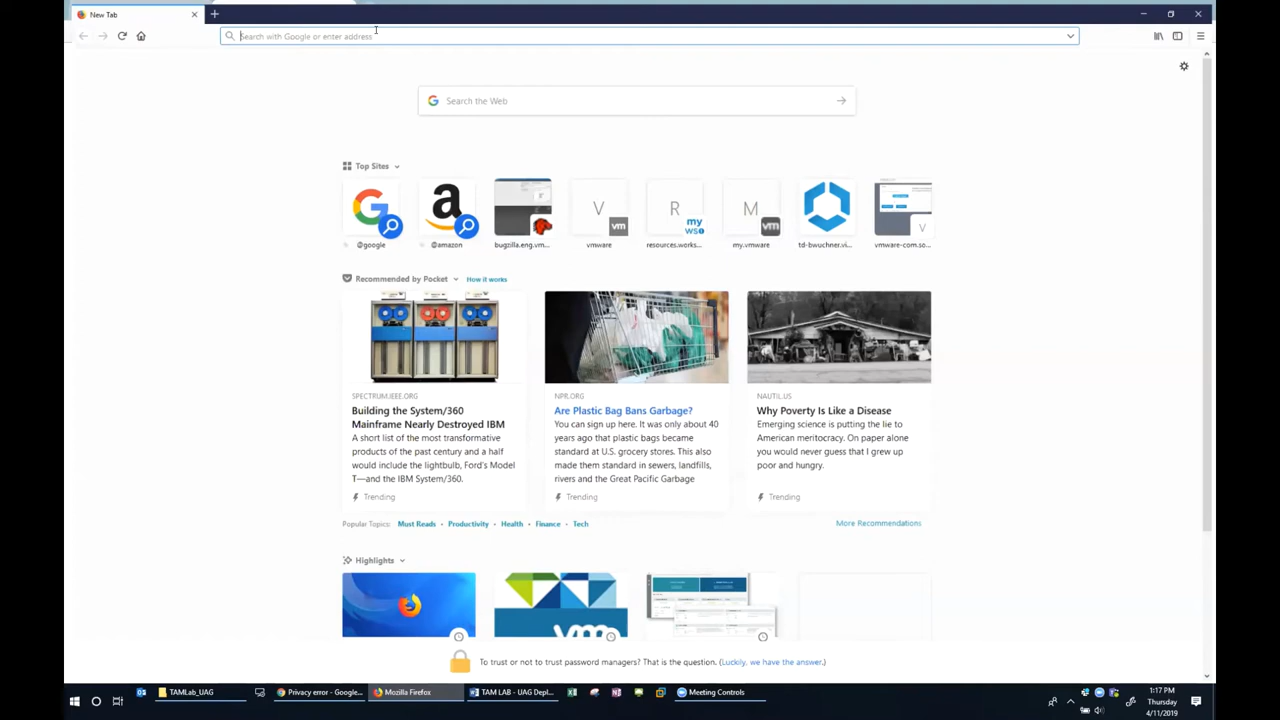 New Tab
Search with Google or enter address
Search the Web
Top Sites
@google
@amazon
bugzilla.eng.vm...
V
vm
vmware
R
my
resources.works...
M
vm
my.vmware
td-bwuchner.vi...
V
vmware-com.so...
Recommended by Pocket
How it works
SPECTRUM.IEEE.ORG
Building the System/360
Mainframe Nearly Destroyed IBM
A short list of the most transformative
products of the past century and a half
would include the lightbulb, Ford's Model
T—and the IBM System/360.
Trending
NPR.ORG
Are Plastic Bag Bans Garbage?
You can sign up here. It was only about 40
years ago that plastic bags became
standard at U.S. grocery stores. This also
made them standard in sewers, landfills,
rivers and the Great Pacific Garbage
Trending
NAUTIL.US
Why Poverty Is Like a Disease
Emerging science is putting the lie to
American meritocracy. On paper alone
you would never guess that I grew up
poor and hungry.
Trending
Popular Topics: Must Reads • Productivity • Health • Finance • Tech
More Recommendations
Highlights
vm
To trust or not to trust password managers? That is the question. (Luckily, we have the answer.)
TAMLab_UAG
Privacy error - Google...
Mozilla Firefox
TAM LAB - UAG Depl...
Meeting Controls
1:17 PM
Thursday
4/11/2019